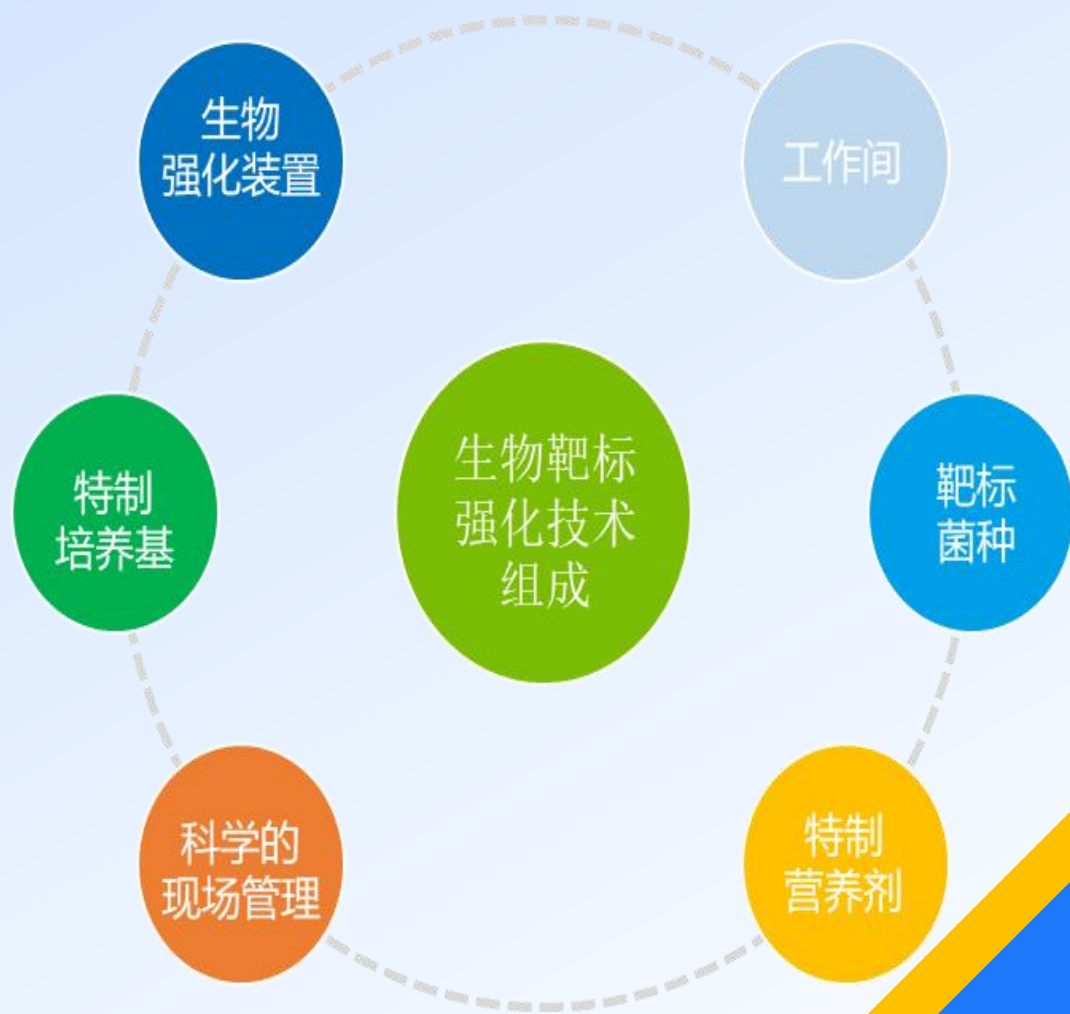 生物
强化装置
工作间
特制
培养基
生物靶标
强化技术
组成
靶标
菌种
科学的
现场管理
特制
营养剂